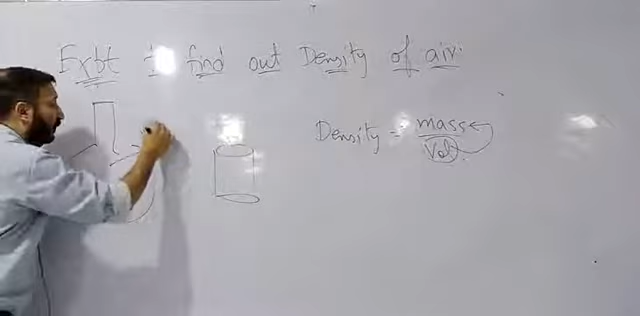 Expt to find out Density of air.
Density = mass
Vol